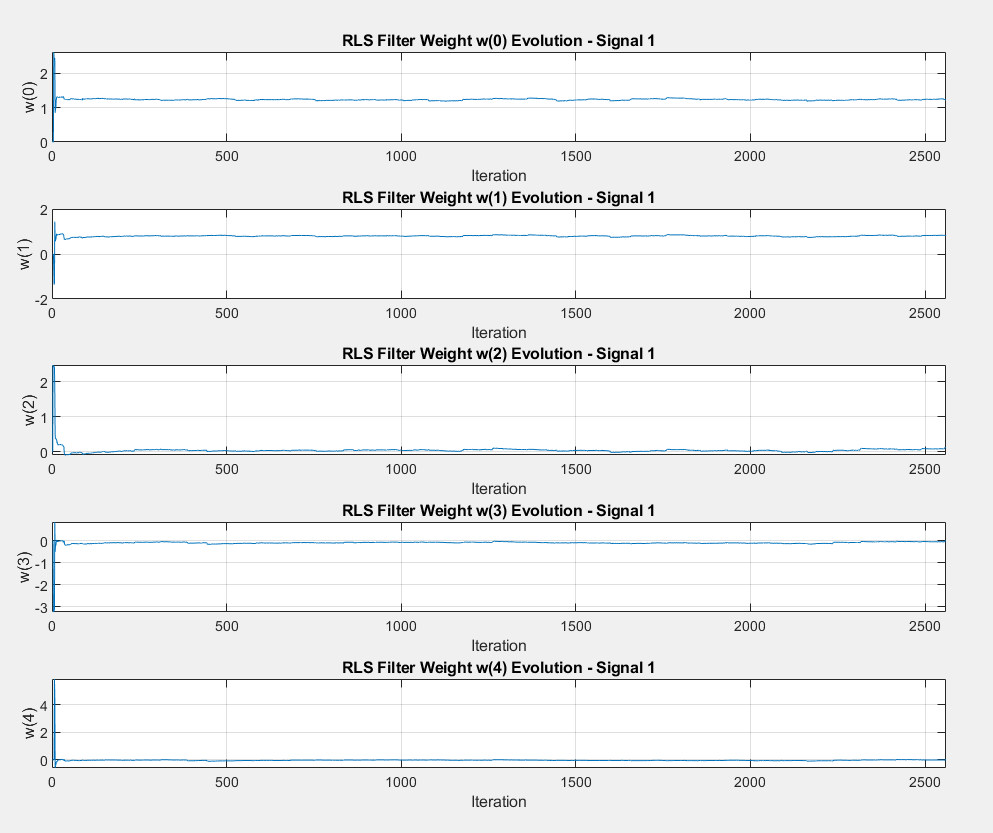 RLS Filter Weight w(0) Evolution - Signal 1
w(0)
2
1
0
0 500 1000 1500 2000 2500
Iteration
RLS Filter Weight w(1) Evolution - Signal 1
w(1)
2
0
-2
0 500 1000 1500 2000 2500
Iteration
RLS Filter Weight w(2) Evolution - Signal 1
w(2)
2
1
0
0 500 1000 1500 2000 2500
Iteration
RLS Filter Weight w(3) Evolution - Signal 1
w(3)
0
-1
-2
-3
0 500 1000 1500 2000 2500
Iteration
RLS Filter Weight w(4) Evolution - Signal 1
w(4)
4
2
0
0 500 1000 1500 2000 2500
Iteration